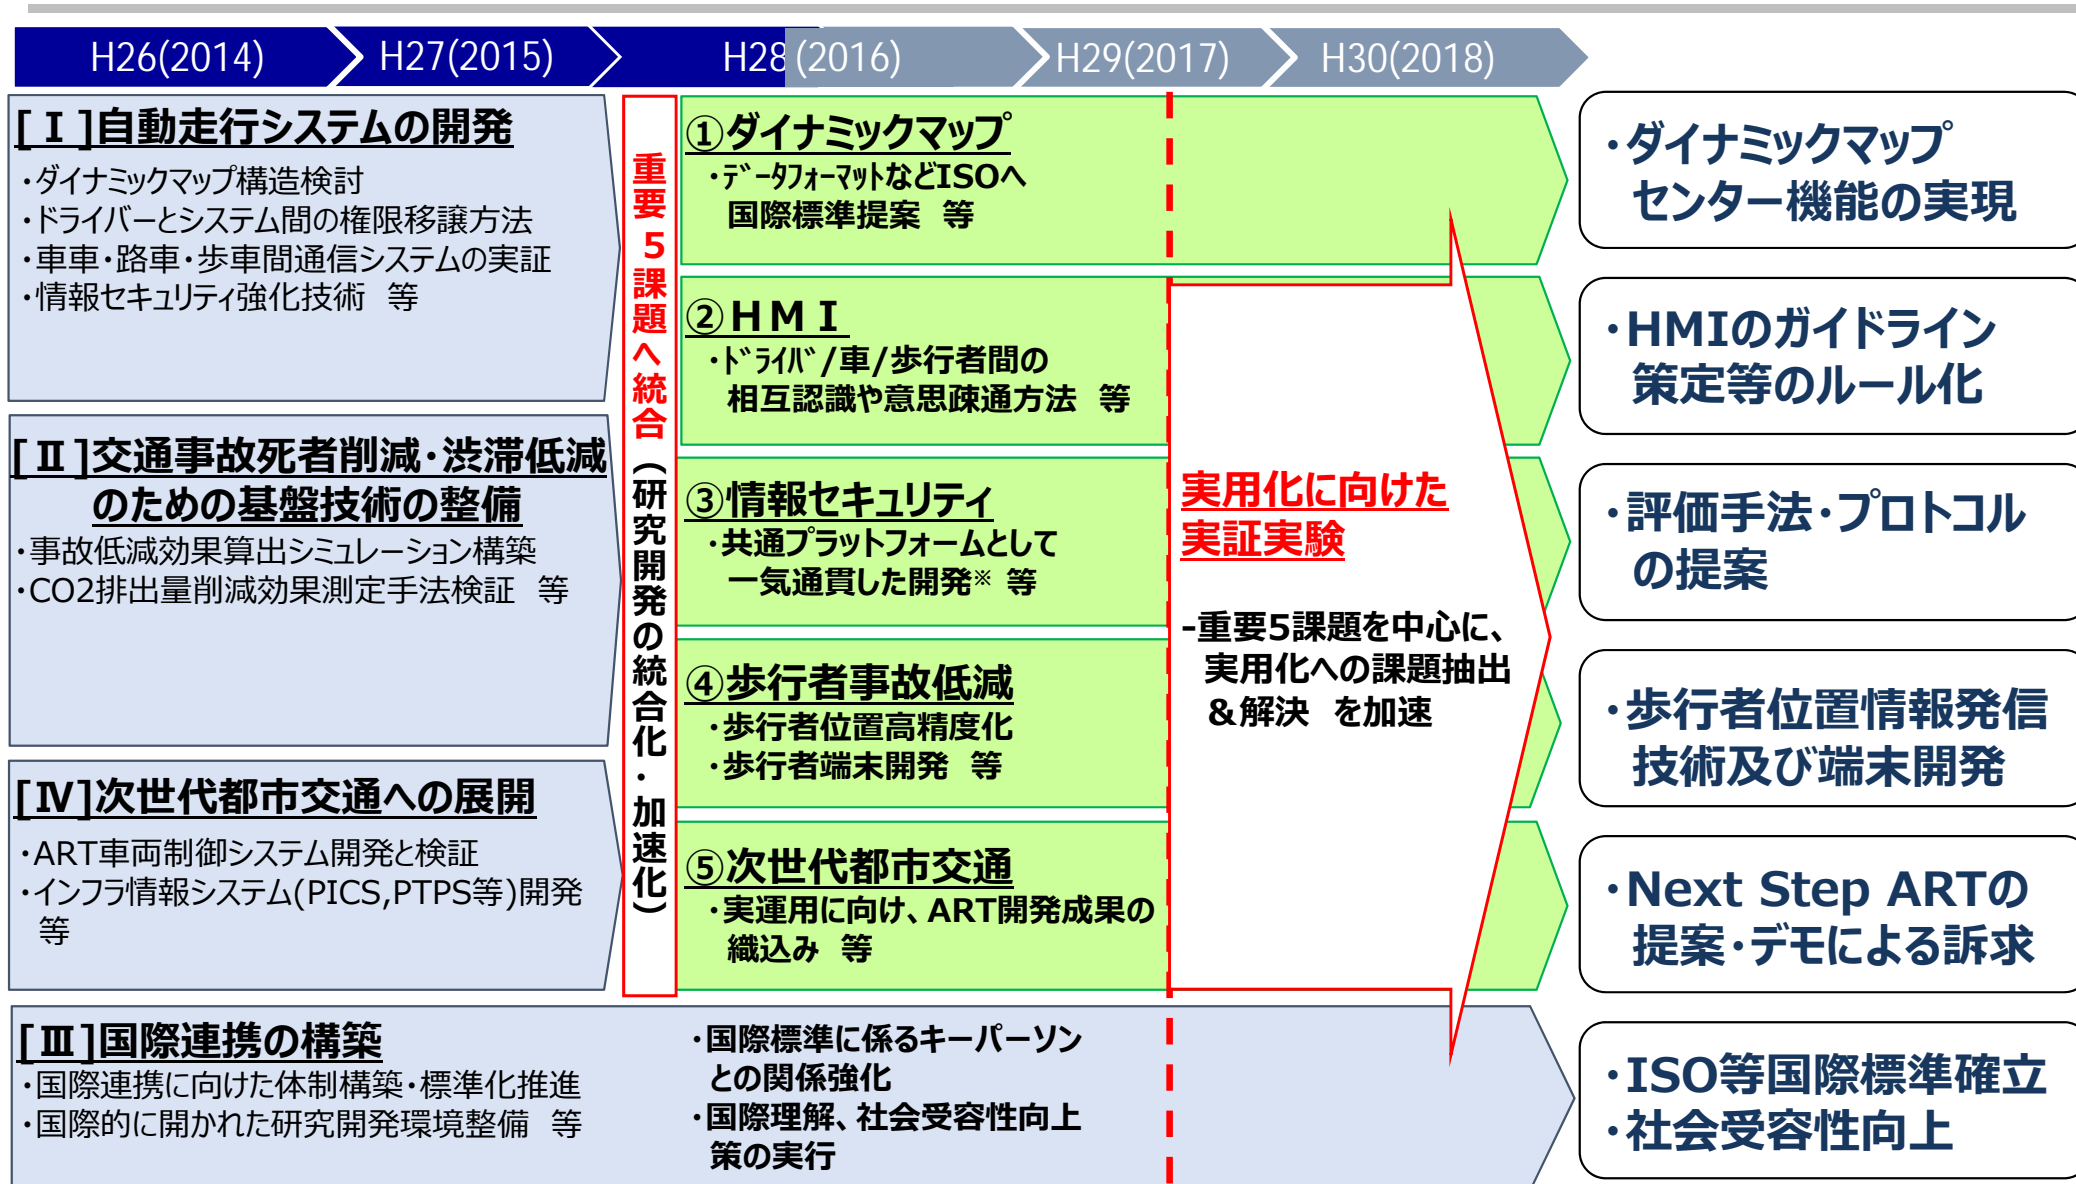 H26(2014)
H27(2015)
H28(2016)
H29(2017)
H30(2018)
[Ⅰ]自動走行システムの開発
・ダイナミックマップ構造検討
・ドライバーとシステム間の権限移譲方法
・車車・路車・歩車間通信システムの実証
・情報セキュリティ強化技術 等
[Ⅱ]交通事故死者削減・渋滞低減
のための基盤技術の整備
・事故低減効果算出シミュレーション構築
・CO2排出量削減効果測定手法検証 等
[Ⅳ]次世代都市交通への展開
・ART車両制御システム開発と検証
・インフラ情報システム(PICS,PTPS等)開発
等
重要5課題へ統合(研究開発の統合化・加速化)
①ダイナミックマップ
・ﾃﾞｰﾀﾌｫｰﾏｯﾄなどISOへ
国際標準提案 等
②ＨＭＩ
・ﾄﾞﾗｲﾊﾞ/車/歩行者間の
相互認識や意思疎通方法 等
③情報セキュリティ
・共通プラットフォームとして
一気通貫した開発※ 等
④歩行者事故低減
・歩行者位置高精度化
・歩行者端末開発 等
⑤次世代都市交通
・実運用に向け、ART開発成果の
織込み 等
実用化に向けた
実証実験
-重要5課題を中心に、
実用化への課題抽出
＆解決 を加速
[Ⅲ]国際連携の構築
・国際連携に向けた体制構築・標準化推進
・国際的に開かれた研究開発環境整備 等
・国際標準に係るキーパーソン
との関係強化
・国際理解、社会受容性向上
策の実行
・ダイナミックマップ
センター機能の実現
・HMIのガイドライン
策定等のルール化
・評価手法・プロトコル
の提案
・歩行者位置情報発信
技術及び端末開発
・Next Step ARTの
提案・デモによる訴求
・ISO等国際標準確立
・社会受容性向上